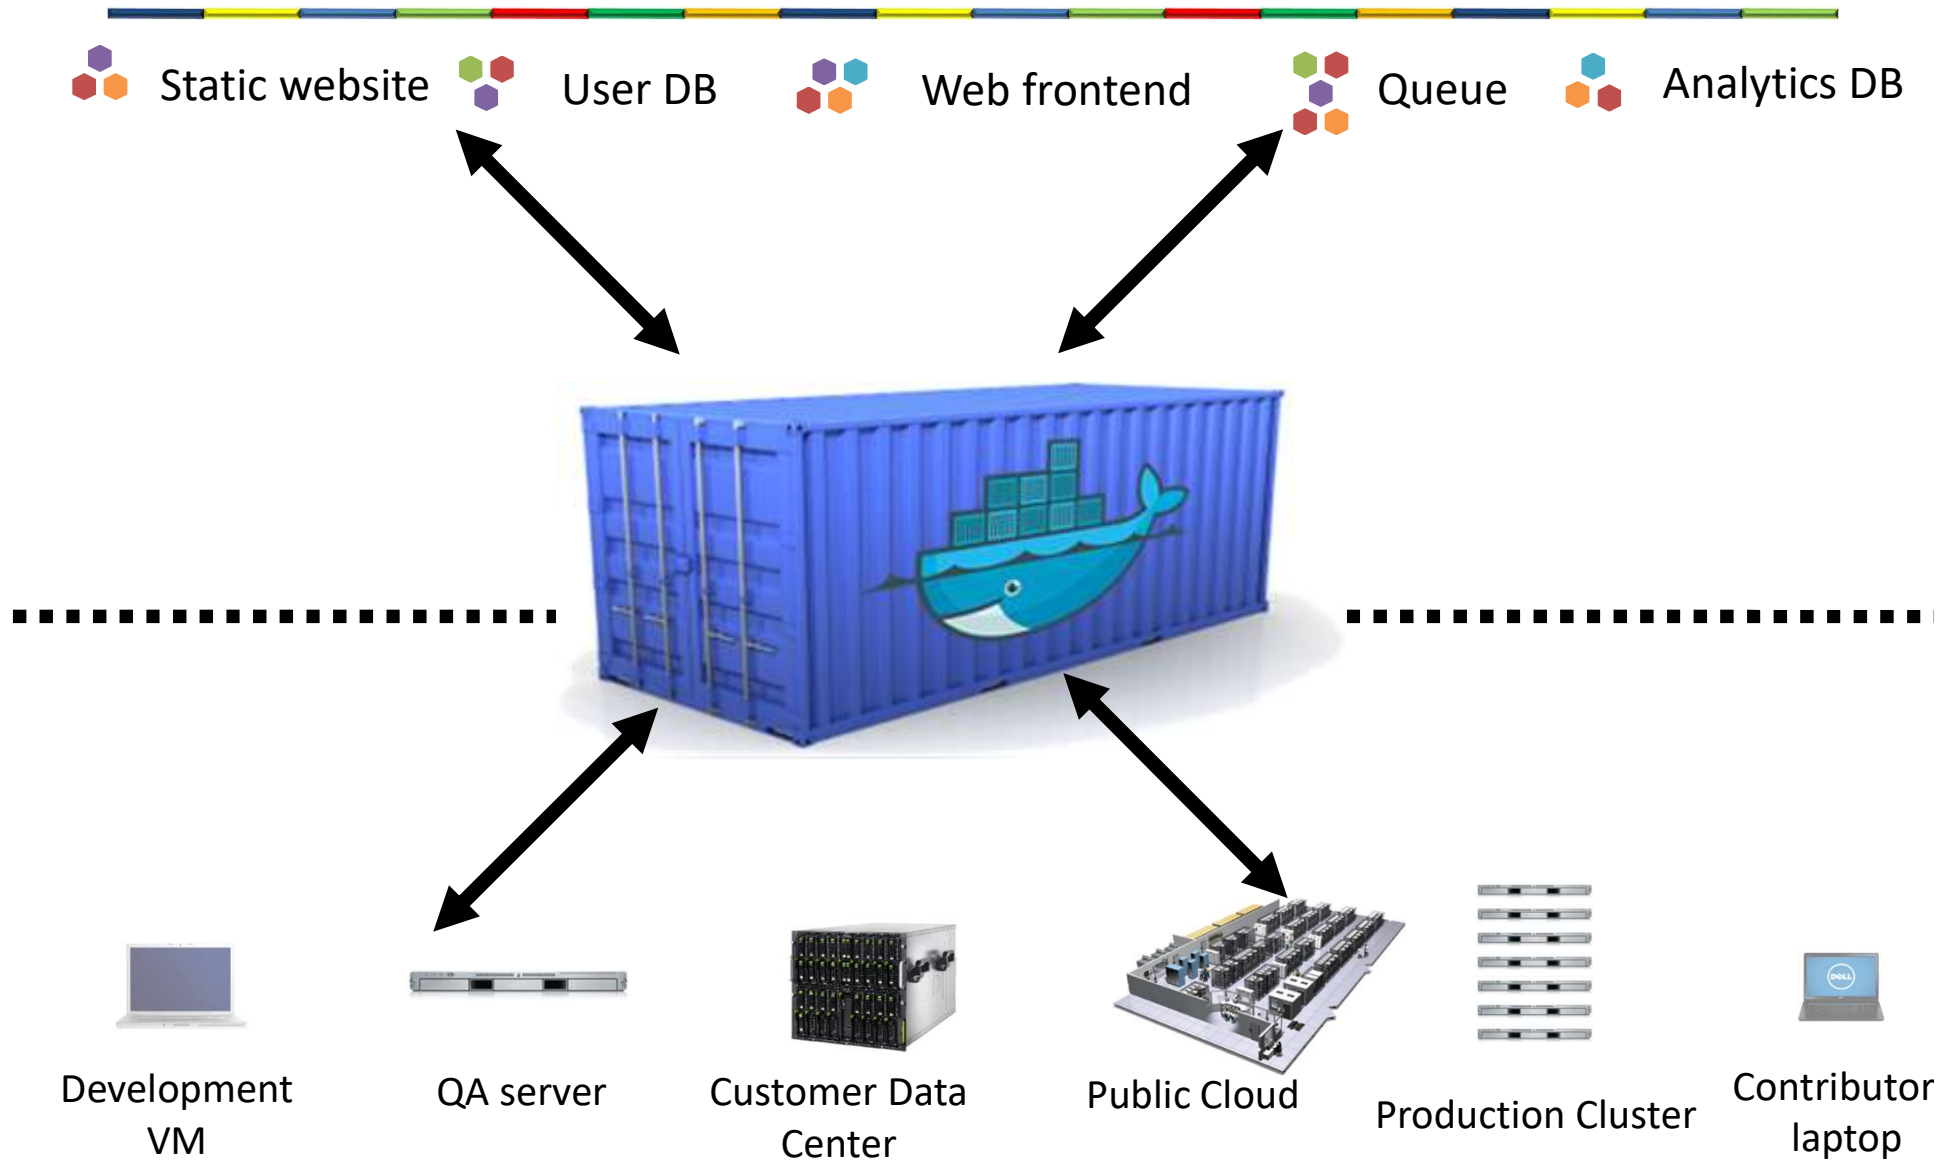 Static website
User DB
Web frontend
Queue
Analytics DB
DELL
Development
VM
QA server
Customer Data
Center
Public Cloud
Production Cluster
Contributor
laptop